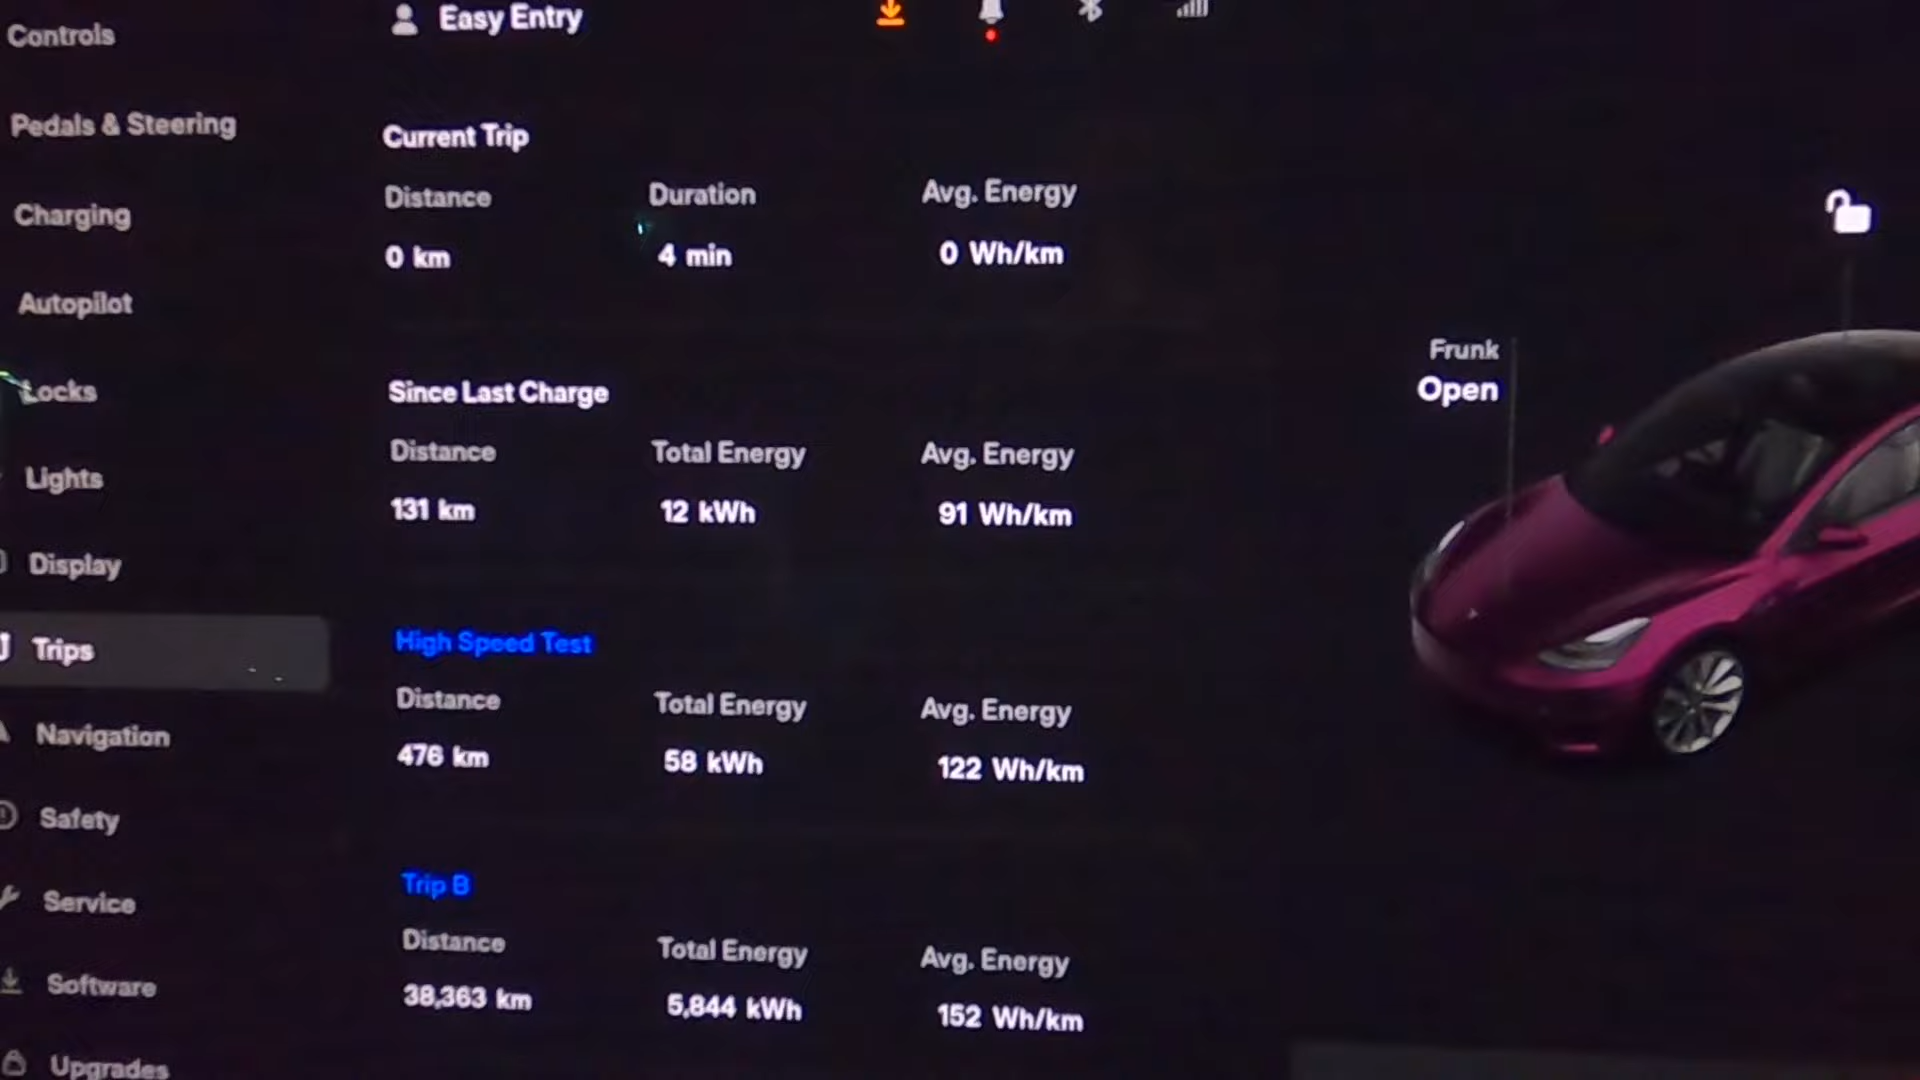 Controls
Pedals & Steering
Charging
Autopilot
Locks
Lights
Display
Trips
Navigation
Safety
Service
Software
Upgrades
Easy Entry
Current Trip
Distance Duration Avg. Energy
0 km 4 min 0 Wh/km
Since Last Charge
Distance Total Energy Avg. Energy
131 km 12 kWh 91 Wh/km
High Speed Test
Distance Total Energy Avg. Energy
476 km 58 kWh 122 Wh/km
Trip B
Distance Total Energy Avg. Energy
38,363 km 5,844 kWh 152 Wh/km
Frunk
Open